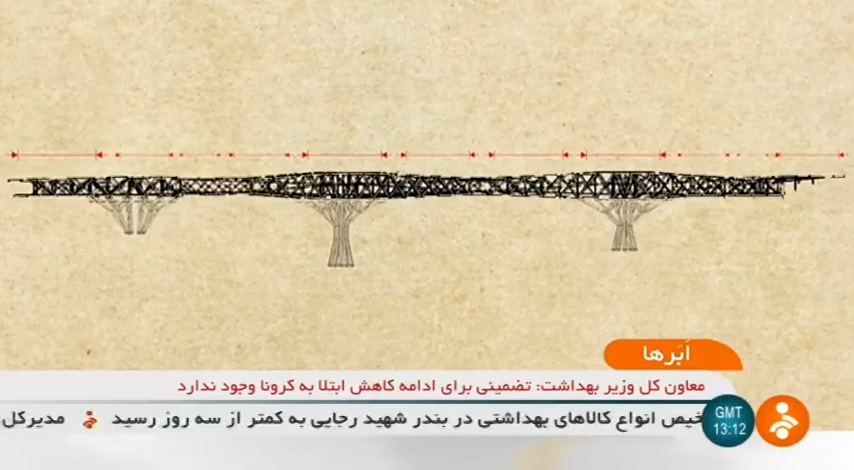 اَبَرها
معاون کل وزیر بهداشت: تضمینی برای ادامه کاهش ابتلا به کرونا وجود ندارد
خیص انواع کالاهای بهداشتی در بندر شهید رجایی به کمتر از سه روز رسید مدیرکل
GMT
13:12